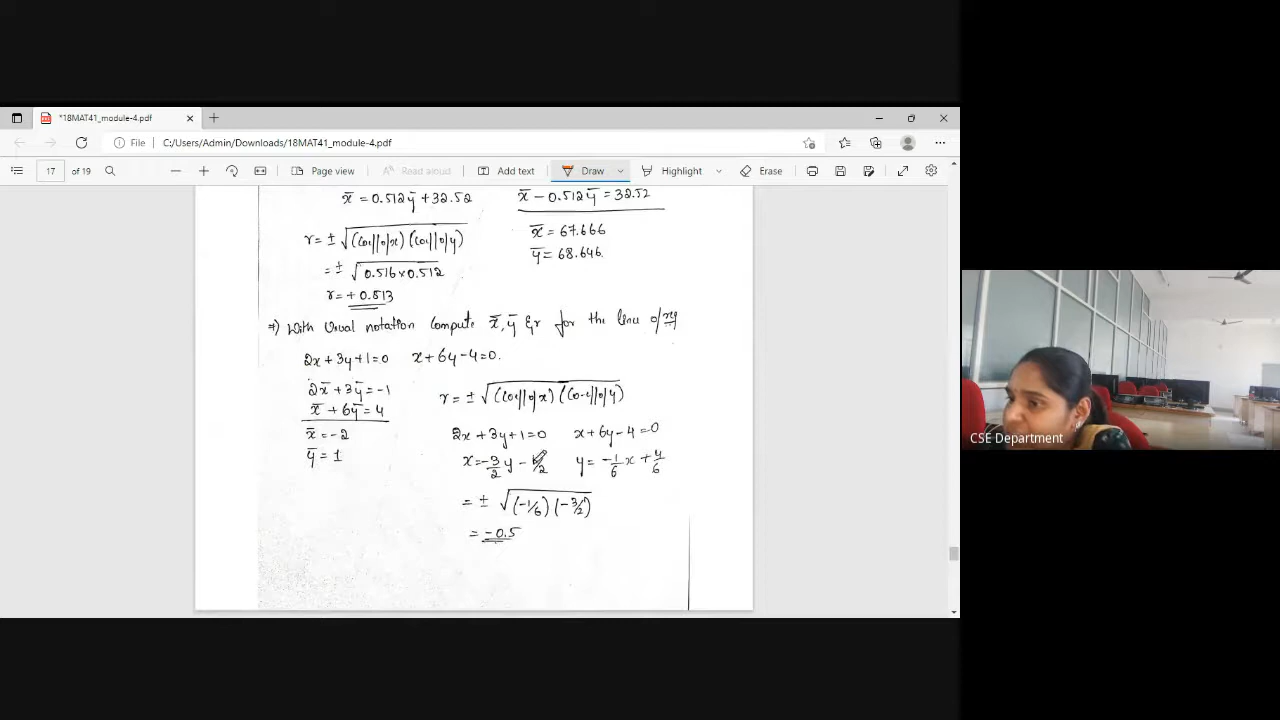 *18MAT41_module-4.pdf
File C:/Users/Admin/Downloads/18MAT41_module-4.pdf
17 of 19 Page view Read aloud Add text Draw Highlight Erase
x̄ = 0.512ȳ + 32.52
x̄ - 0.512ȳ = 32.52
x̄ = 67.666
ȳ = 68.646
r = ± √(coeff of x)(coeff of y)
= ± √0.516 x 0.512
r = + 0.513
⇒) With usual notation compute x̄, ȳ & r for the line of reg
2x + 3y + 1 = 0 x + 6y - 4 = 0.
2x̄ + 3ȳ = -1
x̄ + 6ȳ = 4
x̄ = -2
ȳ = 1
r = ± √(coeff of x)(coeff of y)
2x + 3y + 1 = 0 x + 6y - 4 = 0
x = -3/2 y - 1/2 y = -1/6 x + 4/6
= ± √(-1/6)(-3/2)
= -0.5
CSE Department